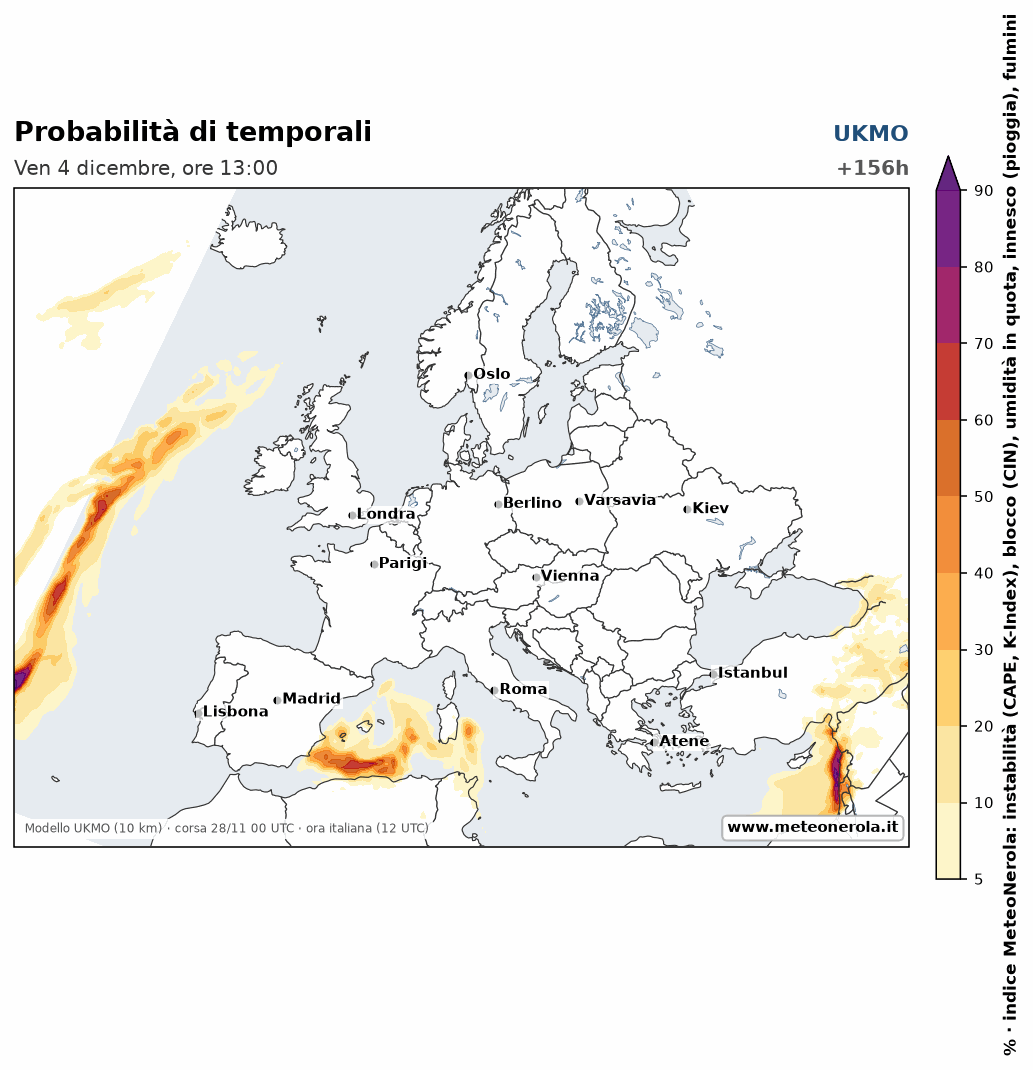 Probabilità di temporali
UKMO
Ven 4 dicembre, ore 13:00
+156h
Oslo
Berlino
Varsavia
Kiev
Londra
Parigi
Vienna
Istanbul
Roma
Madrid
Lisbona
Atene
Modello UKMO (10 km) · corsa 28/11 00 UTC · ora italiana (12 UTC)
www.meteonerola.it
90
80
70
60
50
40
30
20
10
5
% · indice MeteoNerola: instabilità (CAPE, K-Index), blocco (CIN), umidità in quota, innesco (pioggia), fulmini